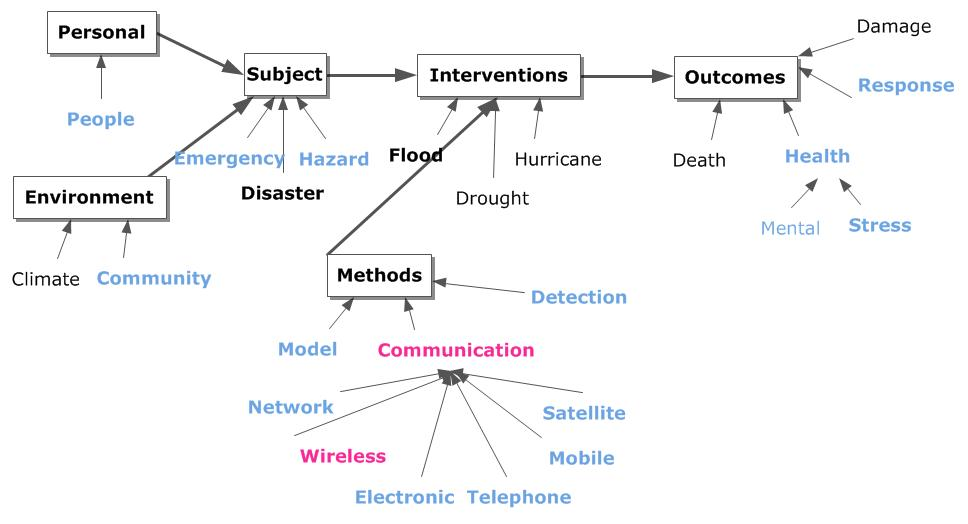 Personal
Damage
Subject
Interventions
Outcomes
Response
People
Emergency
Hazard
Flood
Hurricane
Death
Health
Environment
Disaster
Drought
Mental
Stress
Climate
Community
Methods
Detection
Model
Communication
Network
Satellite
Wireless
Mobile
Electronic
Telephone